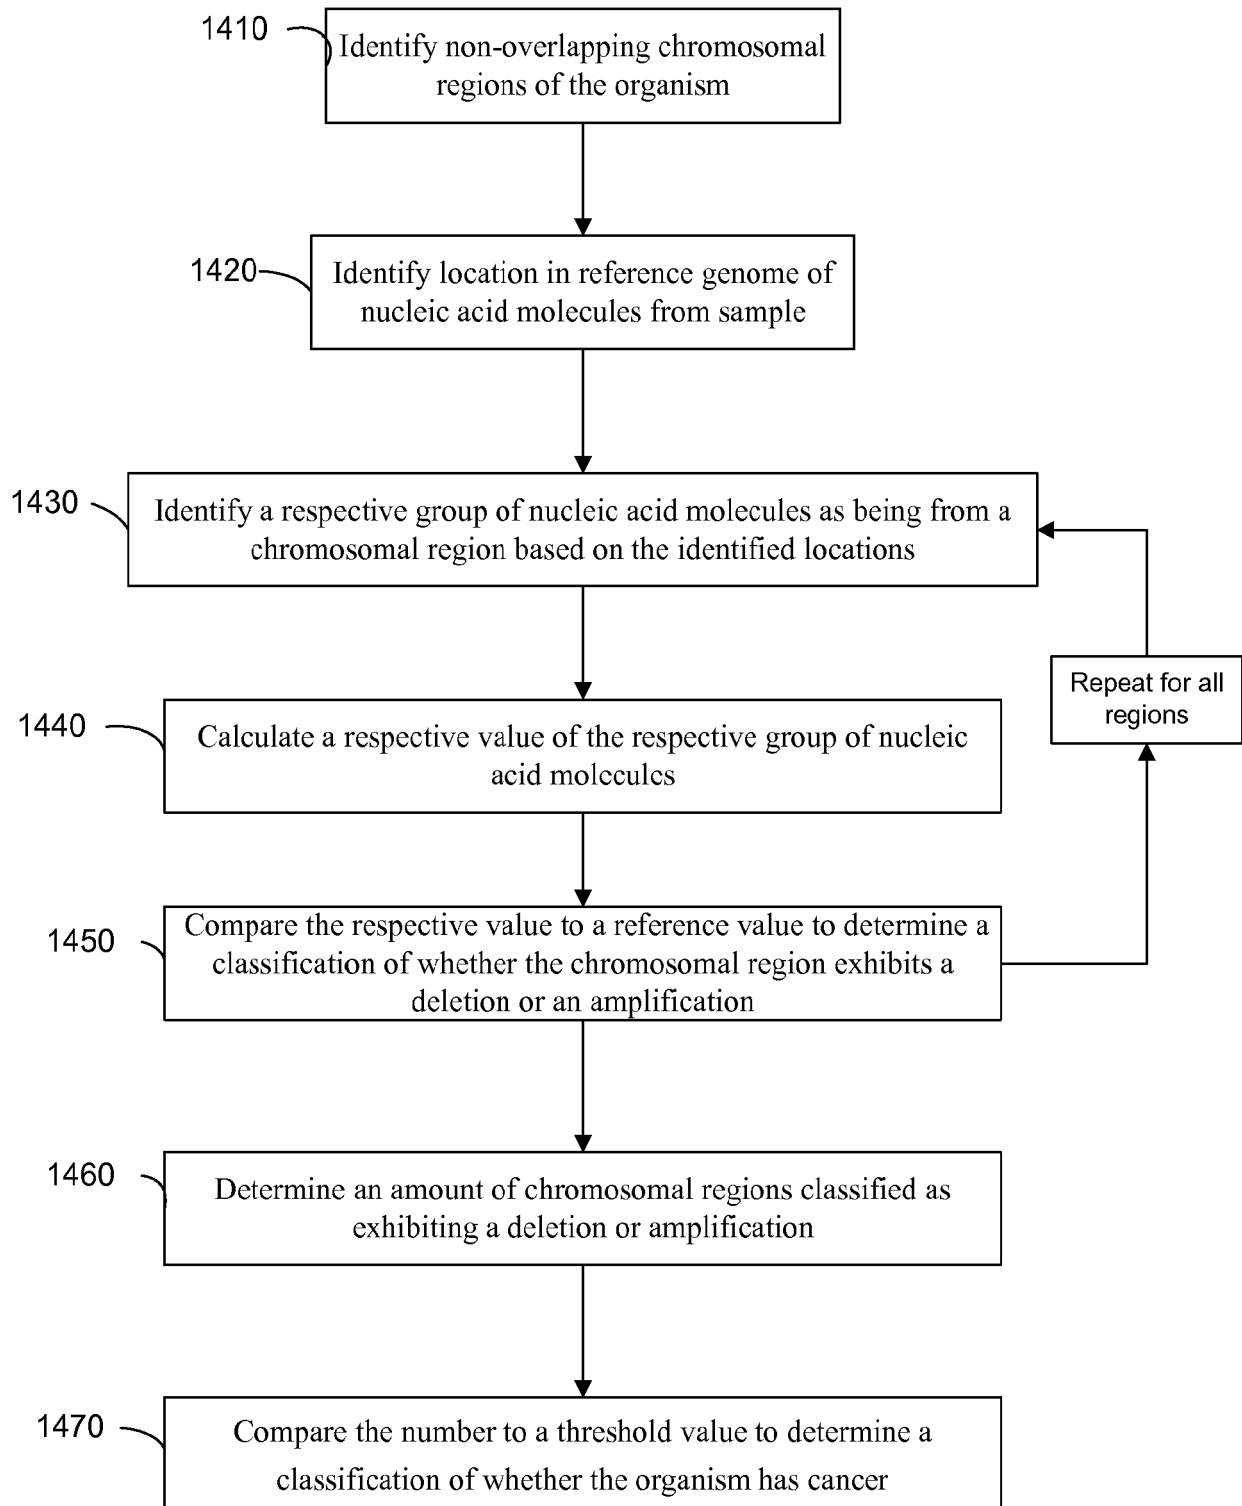 1410
Identify non-overlapping chromosomal
regions of the organism
1420
Identify location in reference genome of
nucleic acid molecules from sample
1430
Identify a respective group of nucleic acid molecules as being from a
chromosomal region based on the identified locations
Repeat for all
regions
1440
Calculate a respective value of the respective group of nucleic
acid molecules
1450
Compare the respective value to a reference value to determine a
classification of whether the chromosomal region exhibits a
deletion or an amplification
1460
Determine an amount of chromosomal regions classified as
exhibiting a deletion or amplification
1470
Compare the number to a threshold value to determine a
classification of whether the organism has cancer